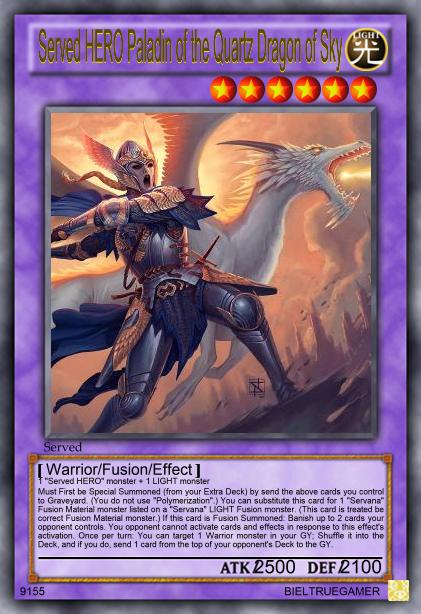 Served HERO Paladin of the Quartz Dragon of Sky
LIGHT
光
Served
[ Warrior/Fusion/Effect ]
1 "Served HERO" monster + 1 LIGHT monster
Must First be Special Summoned (from your Extra Deck) by send the above cards you control
to Graveyard. (You do not use "Polymerization".) You can substitute this card for 1 "Servana"
Fusion Material monster listed on a "Servana" LIGHT Fusion monster. (This card is treated be
correct Fusion Material monster.) If this card is Fusion Summoned: Banish up to 2 cards your
opponent controls. You opponent cannot activate cards and effects in response to this effect's
activation. Once per turn: You can target 1 Warrior monster in your GY; Shuffle it into the
Deck, and if you do, send 1 card from the top of your opponent's Deck to the GY.
ATK 2500 DEF 2100
9155 BIELTRUEGAMER